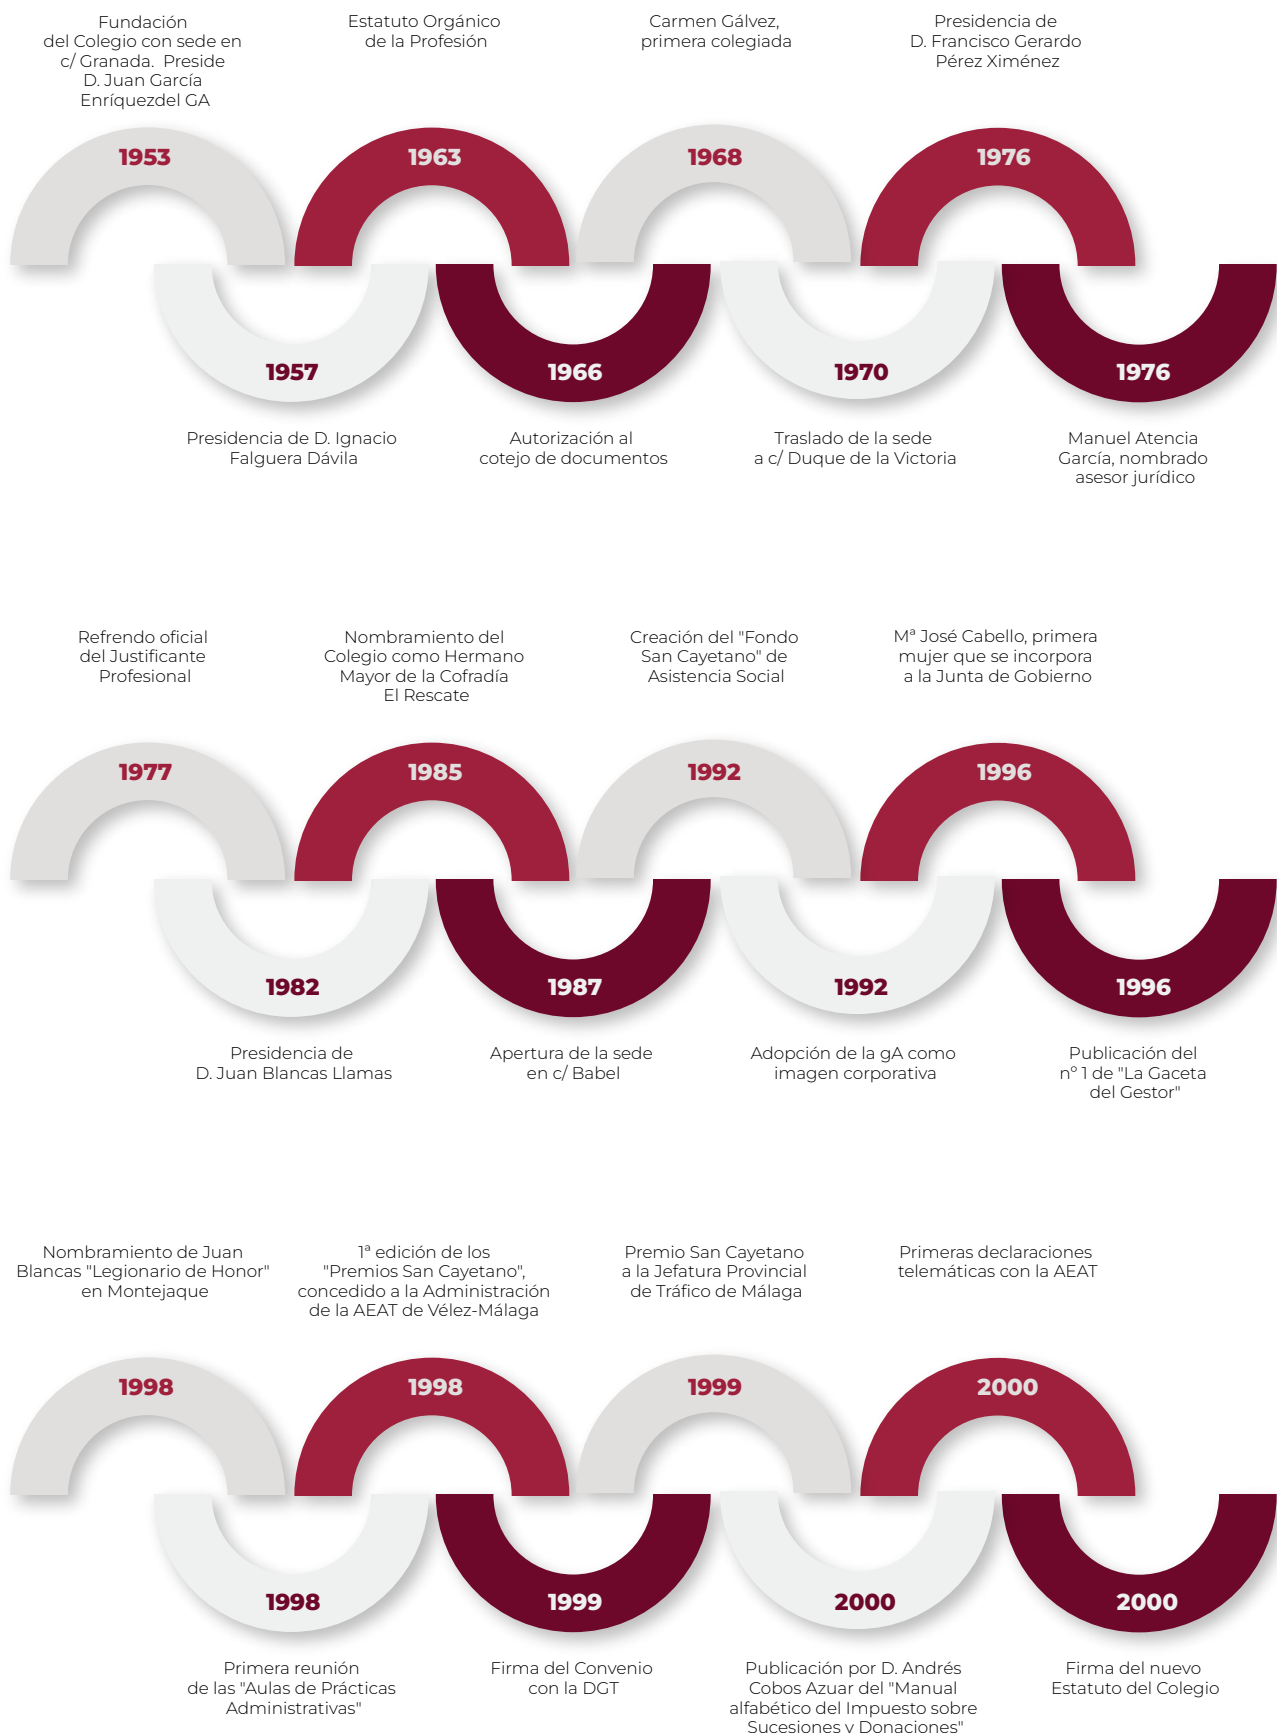 Fundación
del Colegio con sede en
c/ Granada. Preside
D. Juan García
Enríquezdel GA
1953
1957
Presidencia de D. Ignacio
Falguera Dávila
Estatuto Orgánico
de la Profesión
1963
1966
Autorización al
cotejo de documentos
Carmen Gálvez,
primera colegiada
1968
1970
Traslado de la sede
a c/ Duque de la Victoria
Presidencia de
D. Francisco Gerardo
Pérez Ximénez
1976
1976
Manuel Atencia
García, nombrado
asesor jurídico
Refrendo oficial
del Justificante
Profesional
1977
1982
Presidencia de
D. Juan Blancas Llamas
Nombramiento del
Colegio como Hermano
Mayor de la Cofradía
El Rescate
1985
1987
Apertura de la sede
en c/ Babel
Creación del "Fondo
San Cayetano" de
Asistencia Social
1992
1992
Adopción de la gA como
imagen corporativa
Mª José Cabello, primera
mujer que se incorpora
a la Junta de Gobierno
1996
1996
Publicación del
nº 1 de "La Gaceta
del Gestor"
Nombramiento de Juan
Blancas "Legionario de Honor"
en Montejaque
1998
1998
Primera reunión
de las "Aulas de Prácticas
Administrativas"
1ª edición de los
"Premios San Cayetano",
concedido a la Administración
de la AEAT de Vélez-Málaga
1998
1999
Firma del Convenio
con la DGT
Premio San Cayetano
a la Jefatura Provincial
de Tráfico de Málaga
1999
2000
Publicación por D. Andrés
Cobos Azuar del "Manual
alfabético del Impuesto sobre
Sucesiones y Donaciones"
Primeras declaraciones
telemáticas con la AEAT
2000
2000
Firma del nuevo
Estatuto del Colegio